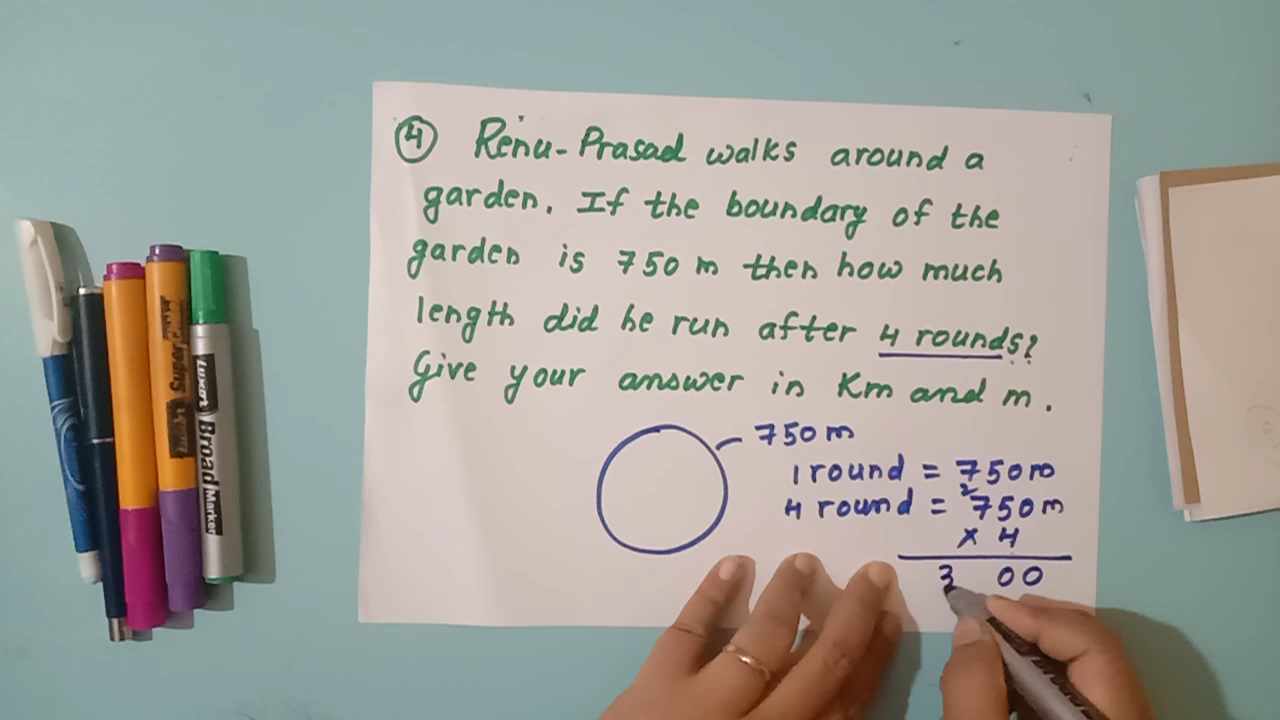 4 Renu-Prasad walks around a
garden. If the boundary of the
garden is 750 m then how much
length did he run after 4 rounds?
Give your answer in Km and m.
750 m
1 round = 750 m
2
4 round = 750 m
x 4
3 00
Luxor Broad Marker